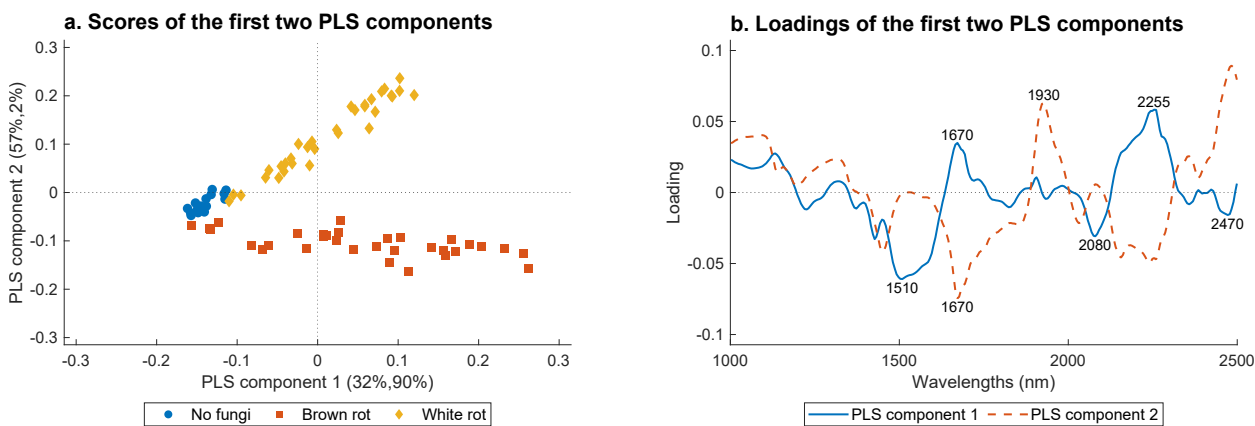 a. Scores of the first two PLS components
0.3
0.2
0.1
0
-0.1
-0.2
-0.3
PLS component 2 (57%,2%)
-0.3
-0.2
-0.1
0
0.1
0.2
0.3
PLS component 1 (32%,90%)
No fungi
Brown rot
White rot
b. Loadings of the first two PLS components
0.1
0.05
0
-0.05
-0.1
Loading
1930
2255
1670
2080
2470
1510
1670
1000
1500
2000
2500
Wavelengths (nm)
PLS component 1
PLS component 2